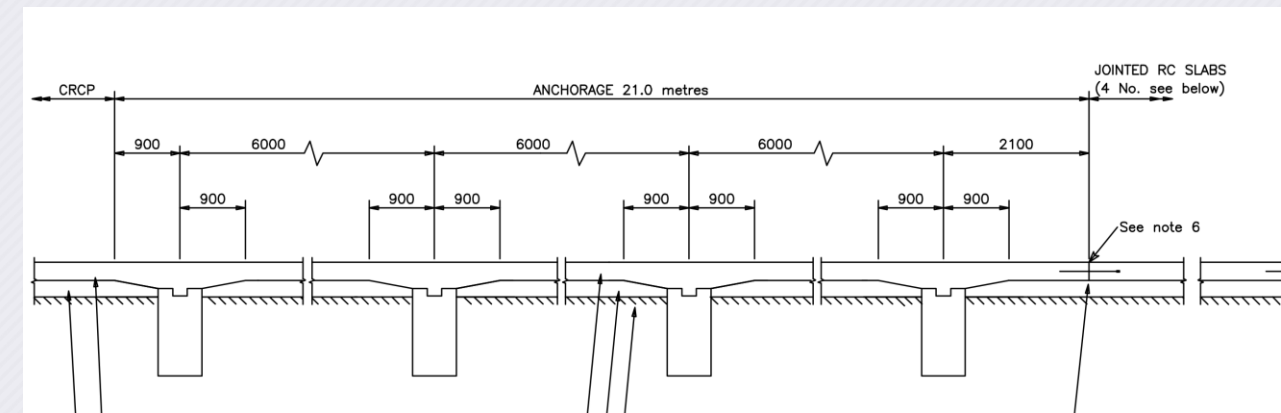 JOINTED RC SLABS
CRCP
ANCHORAGE 21.0 metres
(4 No. see below)
900
6000
6000
6000
2100
900
900
900
900
900
900
900
See note 6